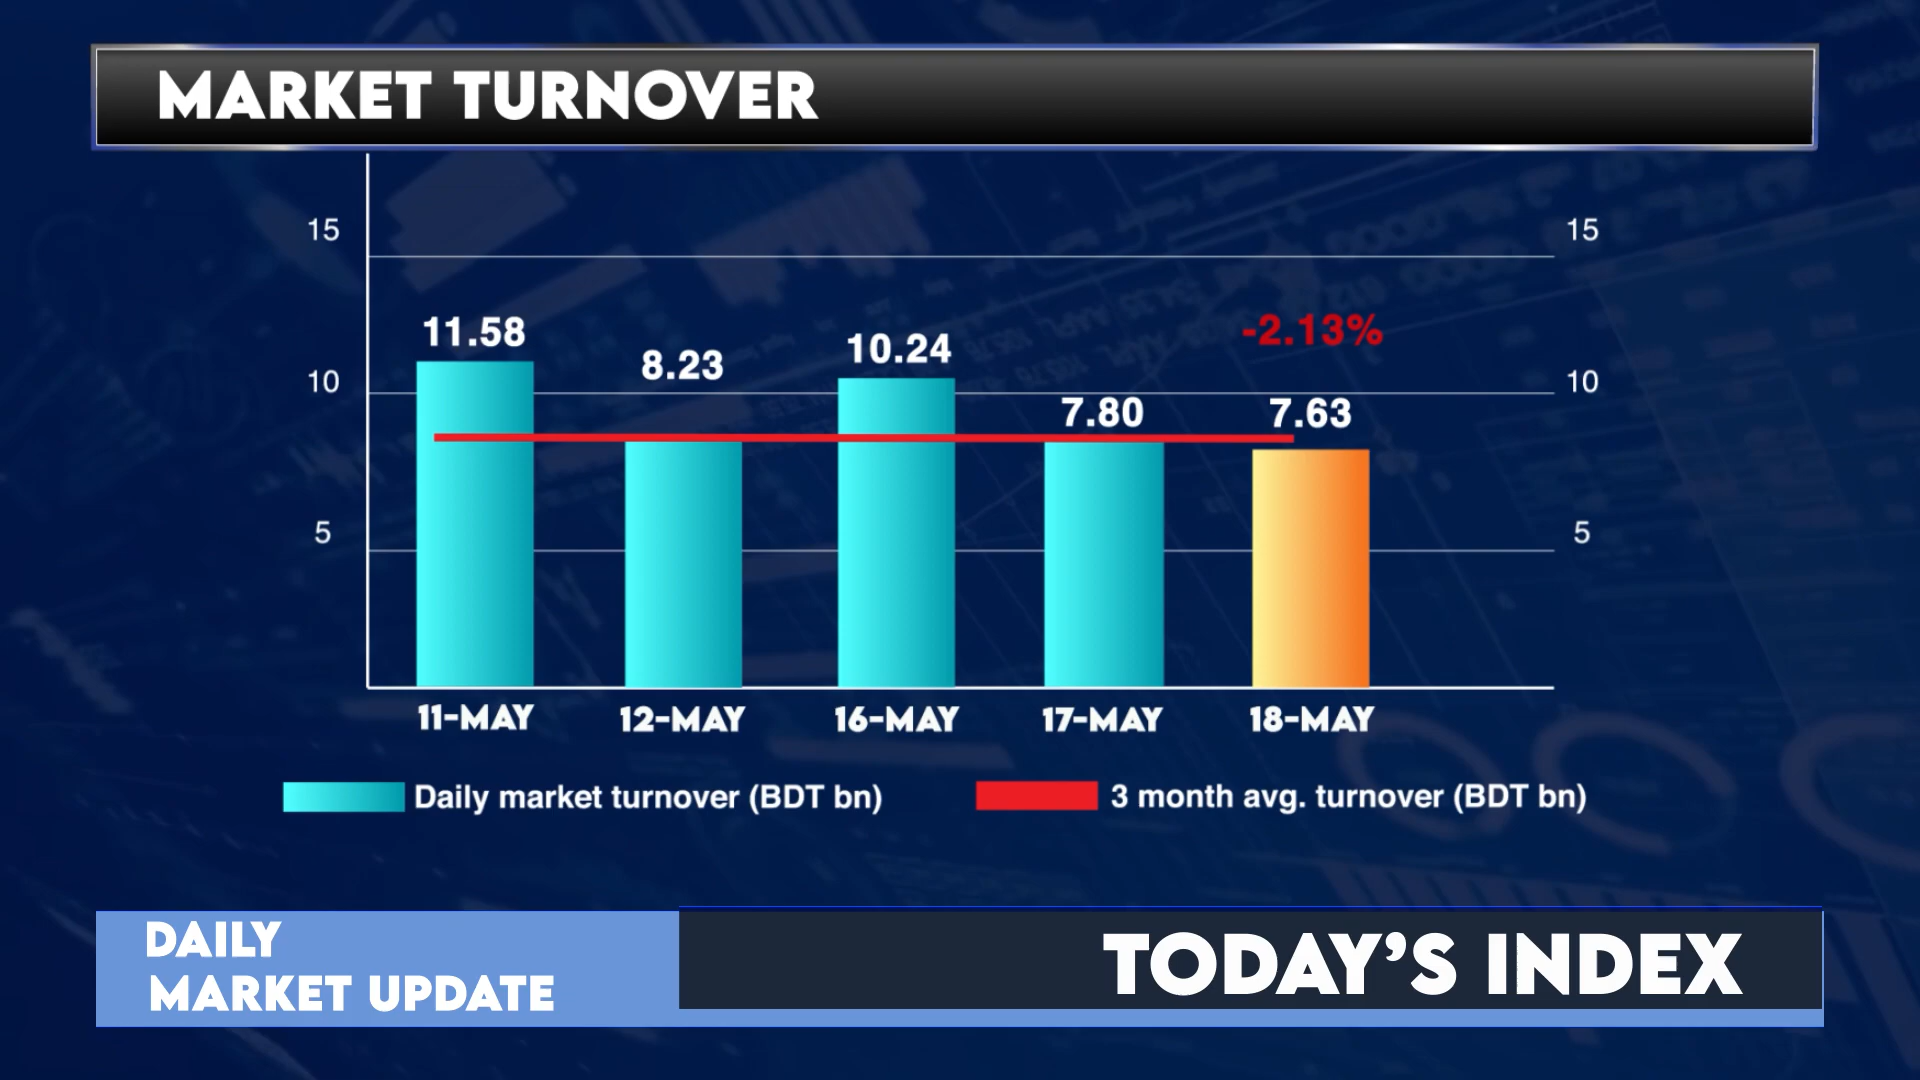 MARKET TURNOVER
15
15
11.58
8.23
10.24
-2.13%
10
10
7.80
7.63
5
5
11-MAY
12-MAY
16-MAY
17-MAY
18-MAY
Daily market turnover (BDT bn)
3 month avg. turnover (BDT bn)
DAILY
MARKET UPDATE
TODAY'S INDEX